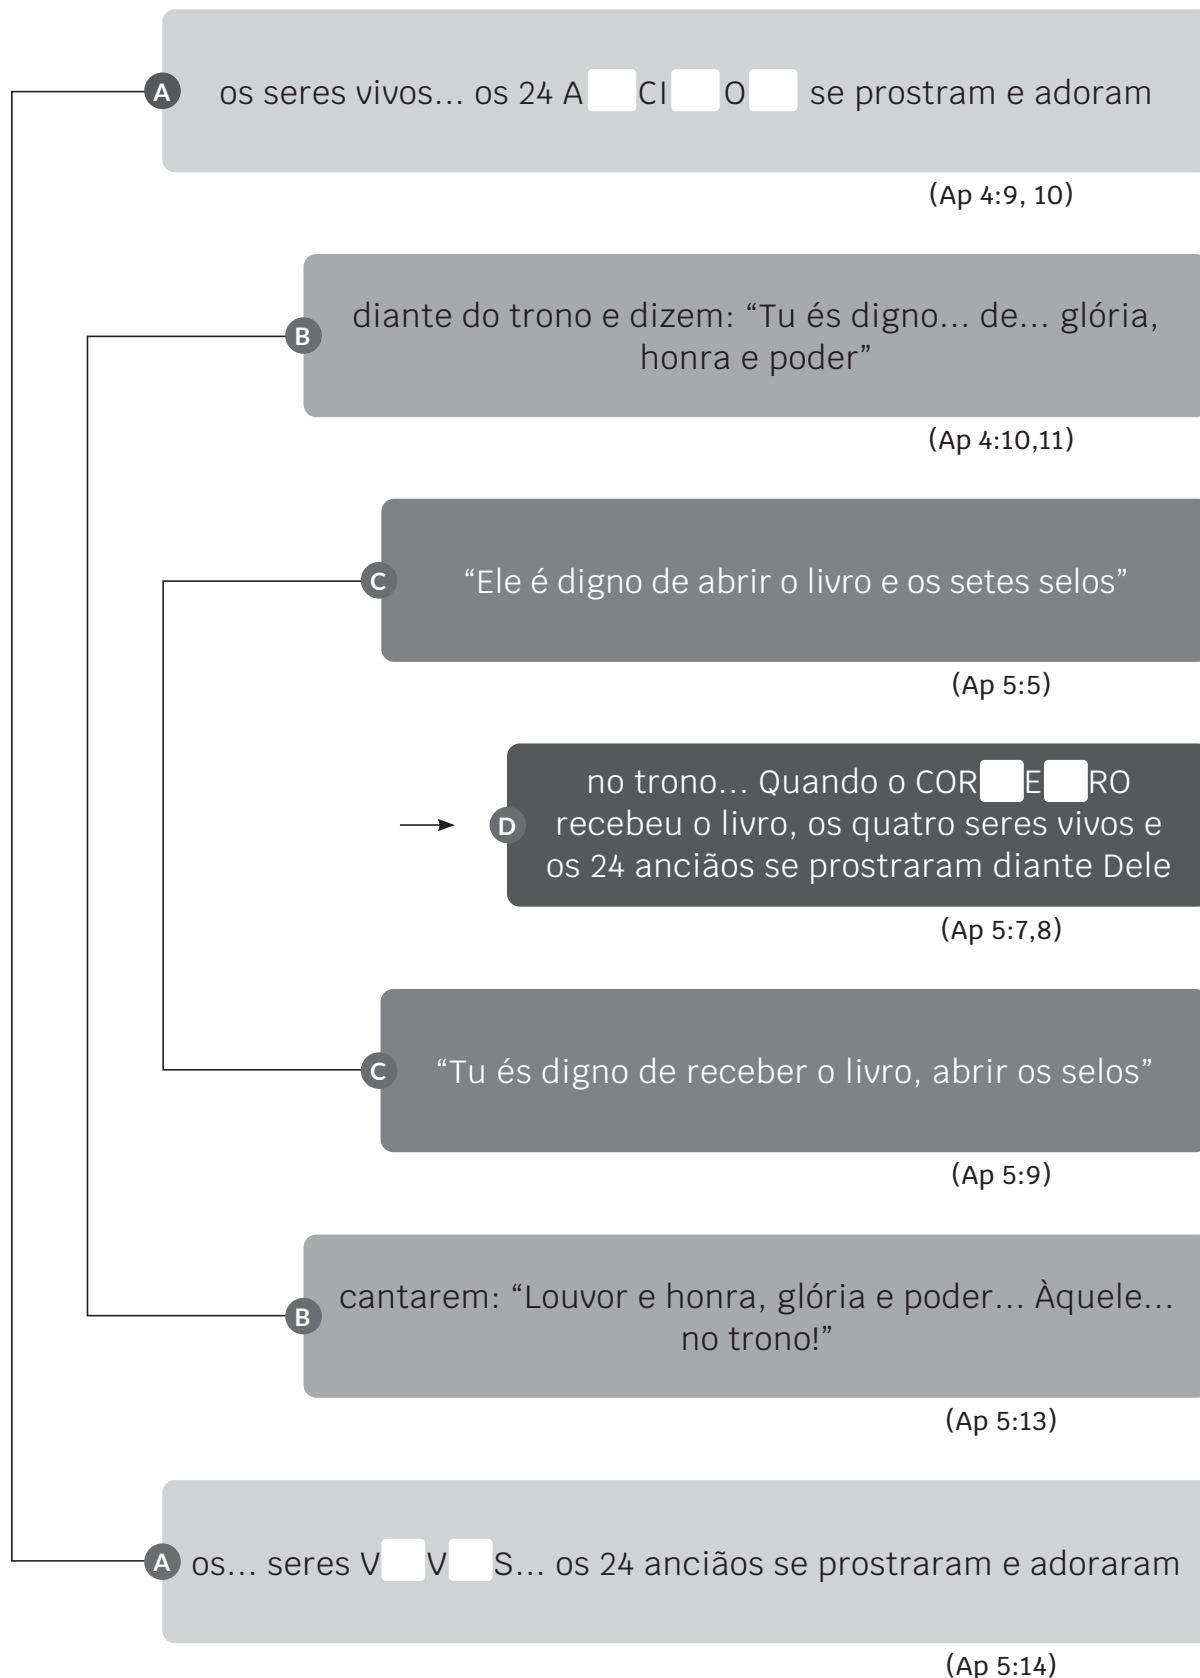 A os seres vivos... os 24 A CI O se prostram e adoram
(Ap 4:9, 10)
B diante do trono e dizem: “Tu és digno... de... glória,
honra e poder”
(Ap 4:10,11)
C “Ele é digno de abrir o livro e os setes selos”
(Ap 5:5)
no trono... Quando o COR E RO
D recebeu o livro, os quatro seres vivos e
os 24 anciãos se prostraram diante Dele
(Ap 5:7,8)
C “Tu és digno de receber o livro, abrir os selos”
(Ap 5:9)
B cantarem: “Louvor e honra, glória e poder... Àquele...
no trono!”
(Ap 5:13)
A os... seres V V S... os 24 anciãos se prostraram e adoraram
(Ap 5:14)